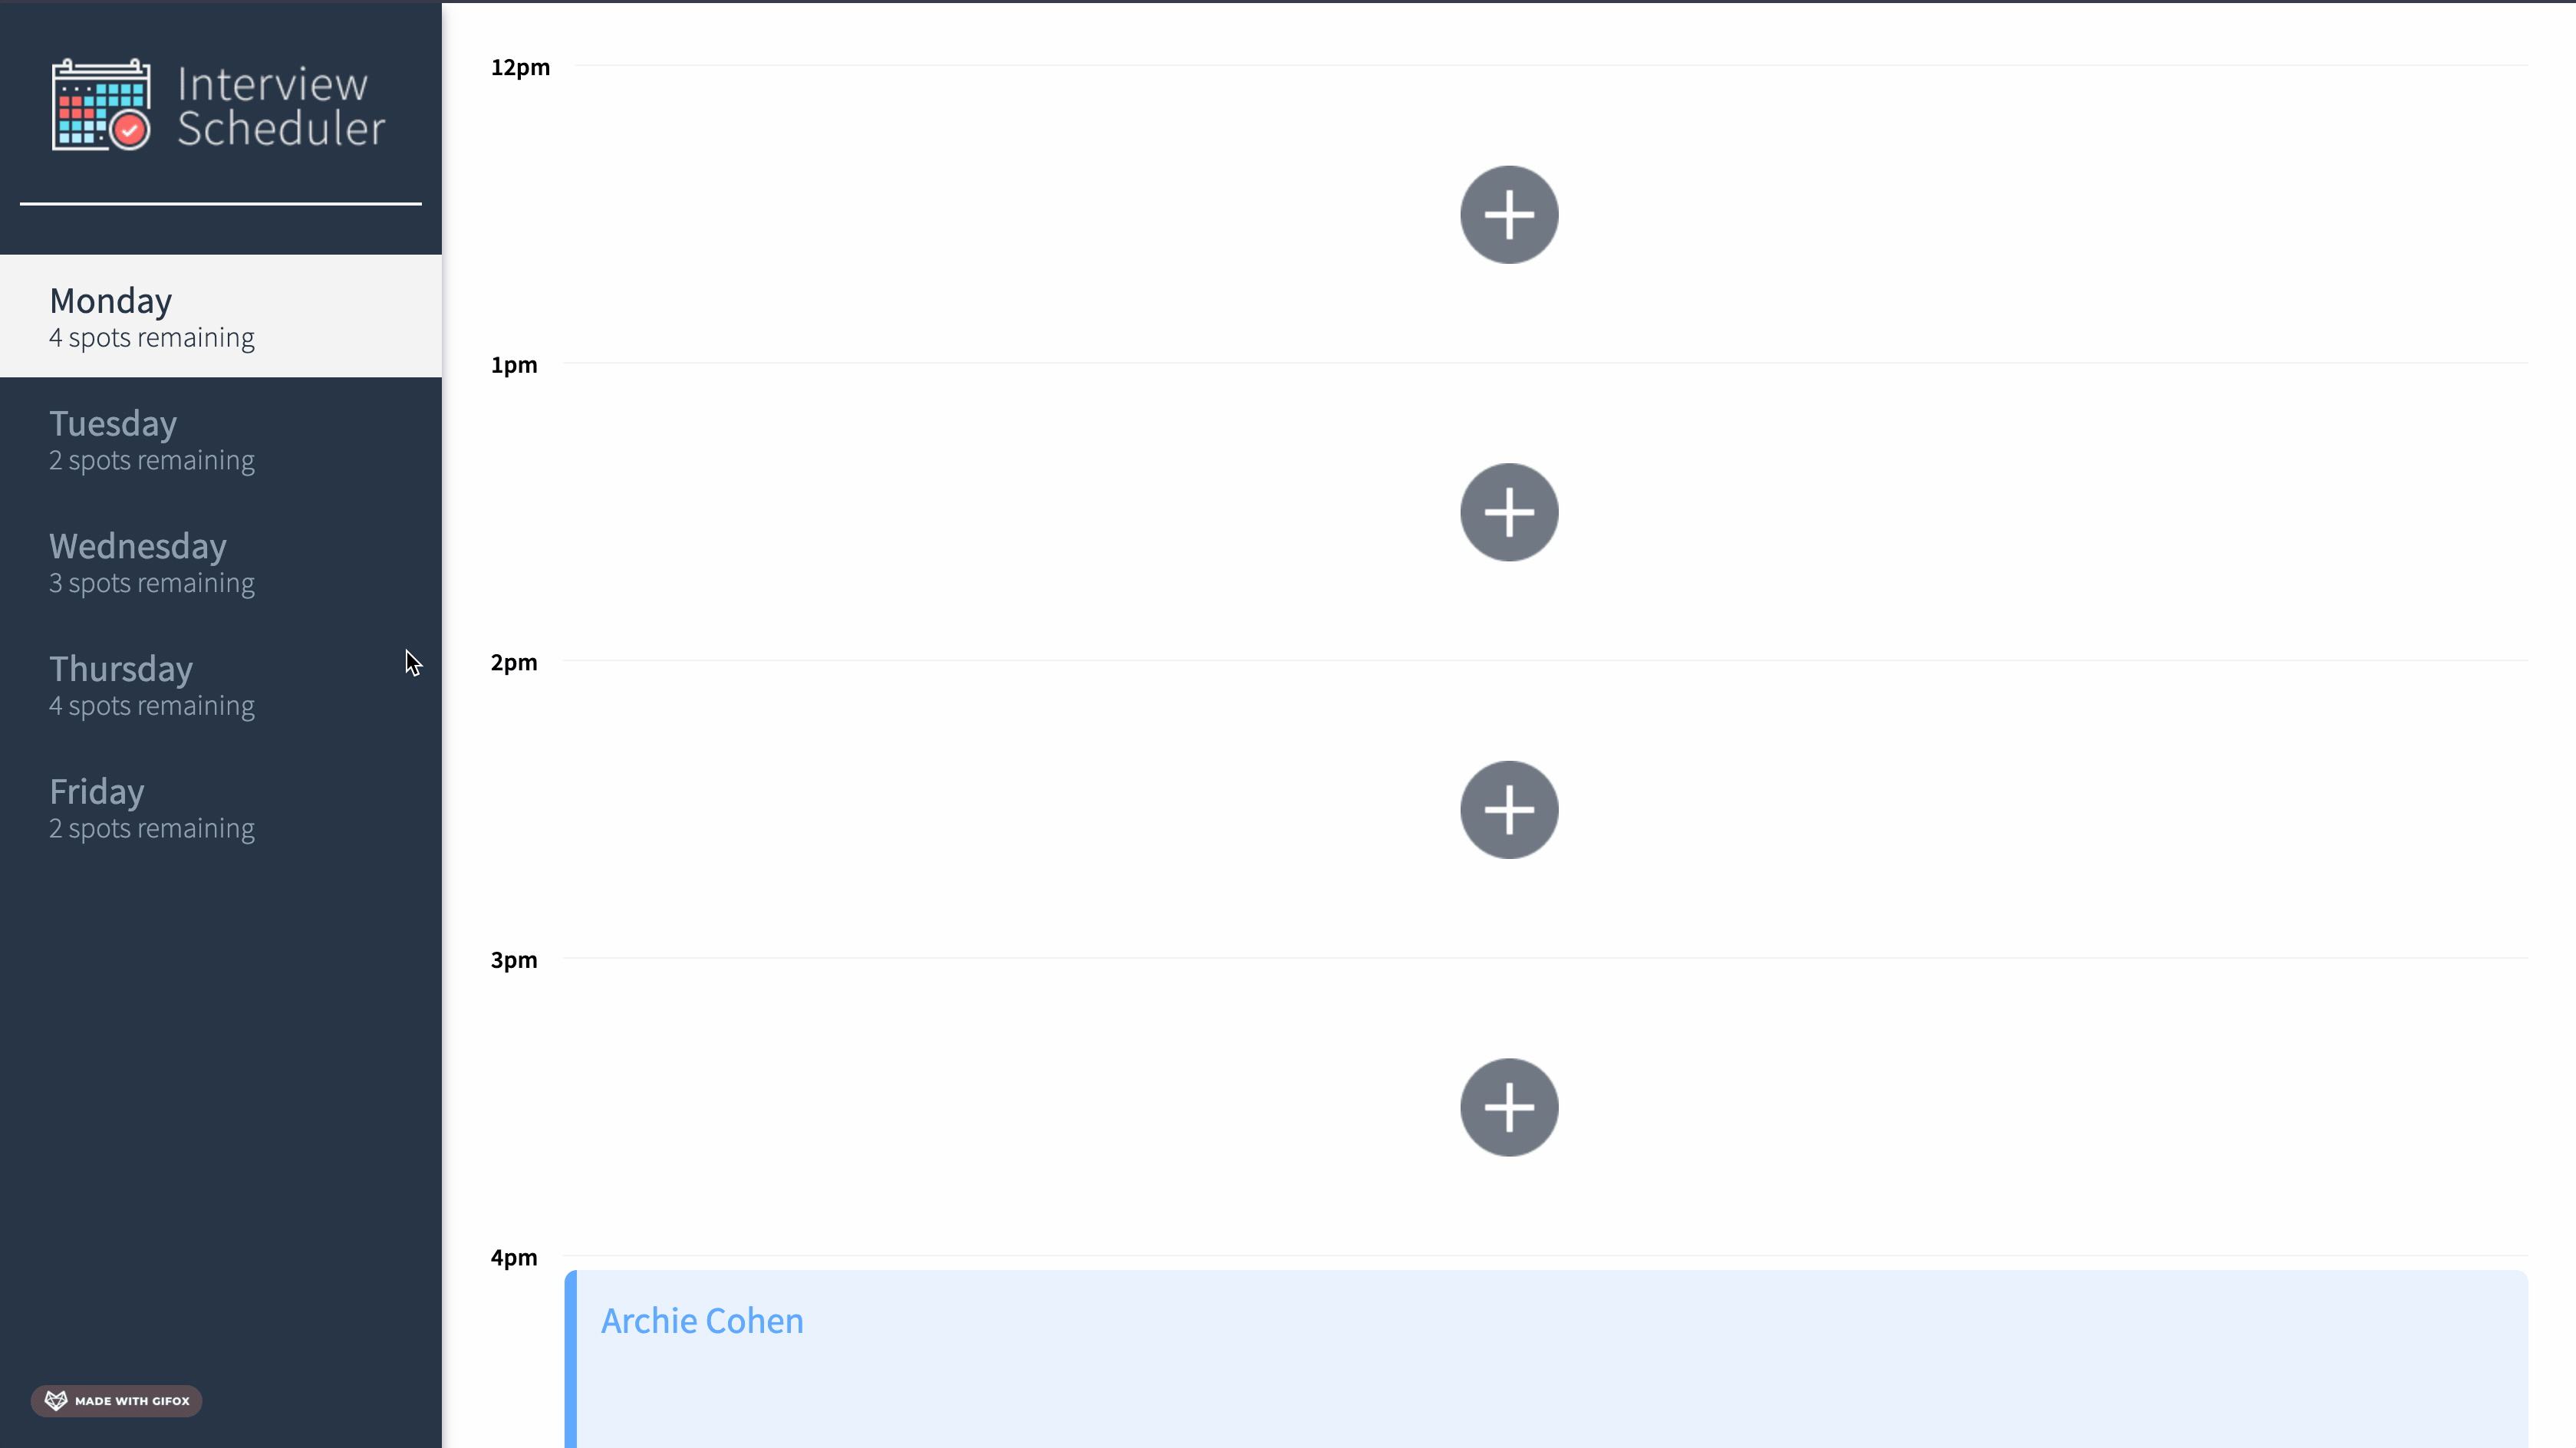 Interview
Scheduler
Monday
4 spots remaining
Tuesday
2 spots remaining
Wednesday
3 spots remaining
Thursday
4 spots remaining
Friday
2 spots remaining
MADE WITH GIFOX
12pm
1pm
2pm
3pm
4pm
Archie Cohen